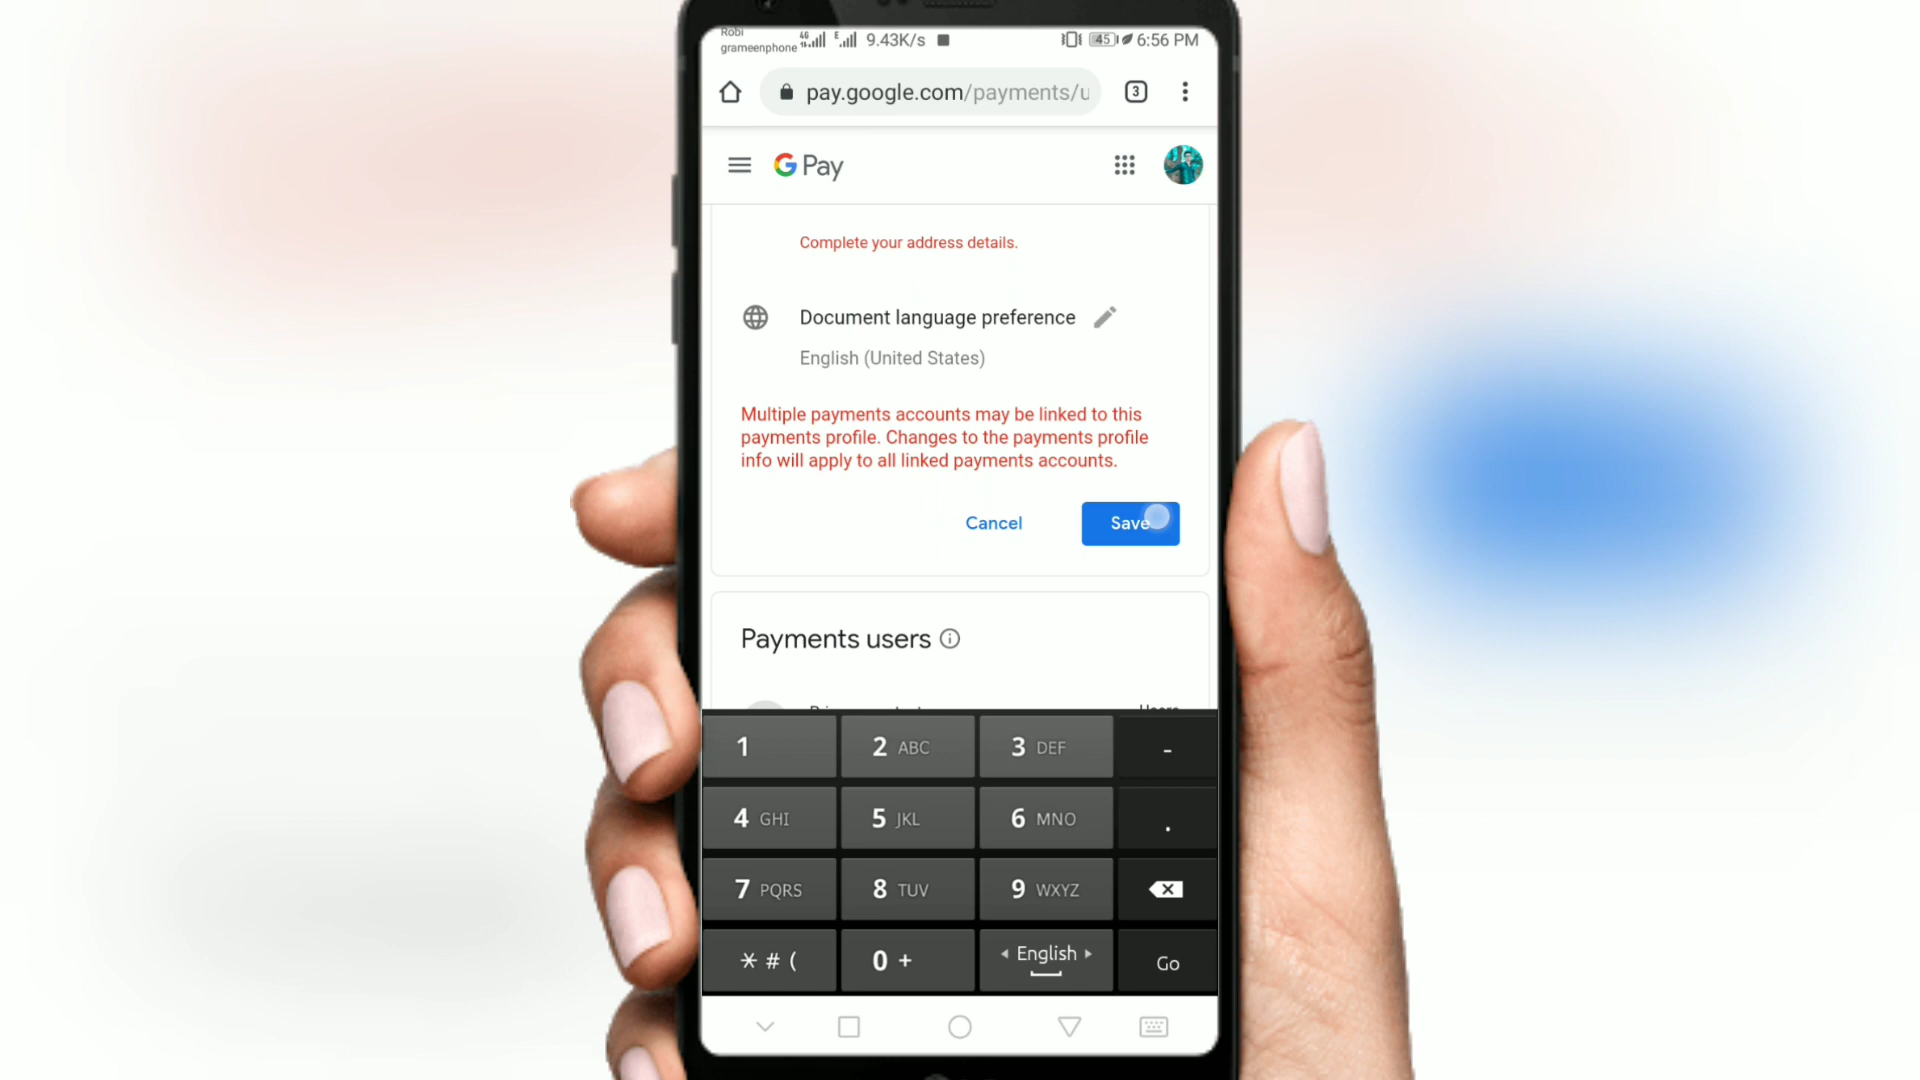 Robi
grameenphone 4G E 9.43K/s 45 6:56 PM
pay.google.com/payments/u 3
G Pay
Complete your address details.
Document language preference
English (United States)
Multiple payments accounts may be linked to this
payments profile. Changes to the payments profile
info will apply to all linked payments accounts.
Cancel Save
Payments users
1 2 ABC 3 DEF -
4 GHI 5 JKL 6 MNO .
7 PQRS 8 TUV 9 WXYZ
* # ( 0 + English Go